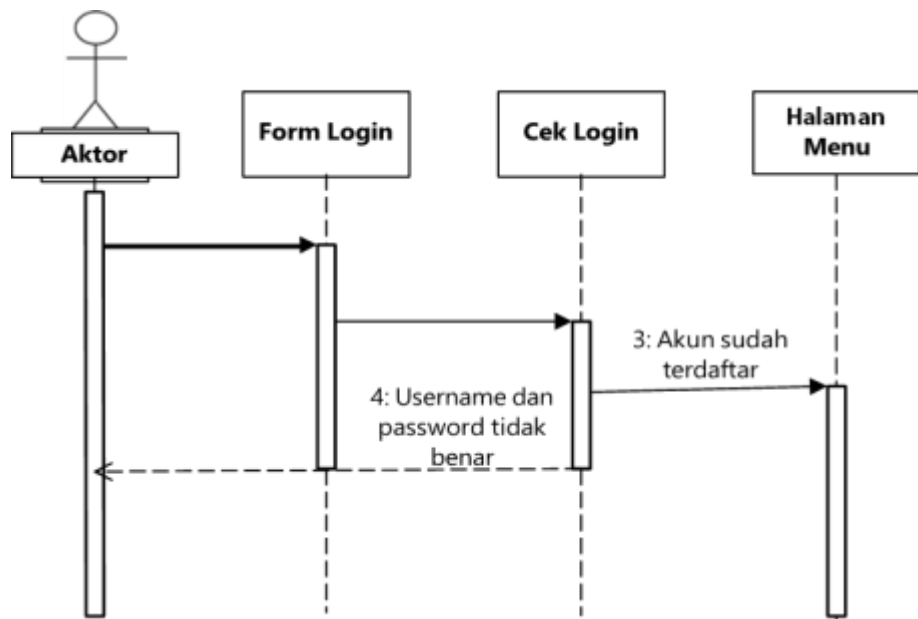 Aktor
Form Login
Cek Login
Halaman
Menu
3: Akun sudah
terdaftar
4: Username dan
password tidak
benar